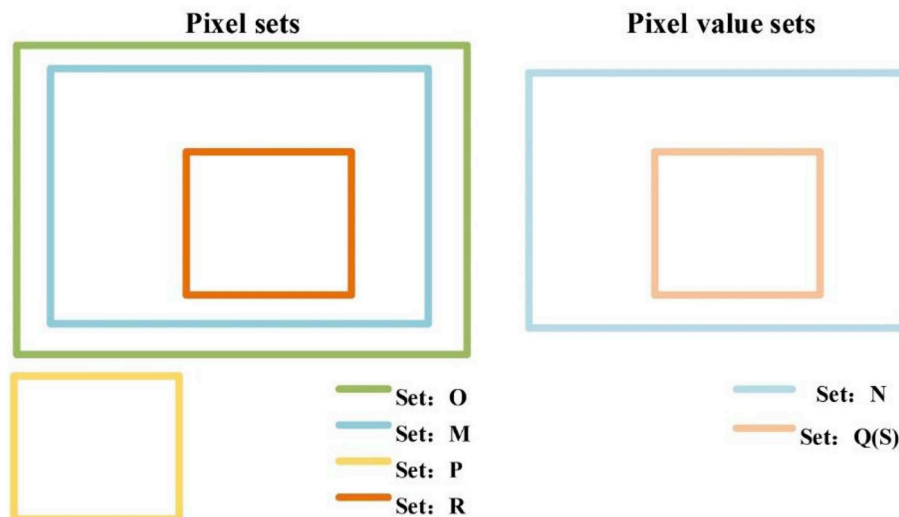 Pixel sets
Pixel value sets
Set：O
Set：M
Set：P
Set：R
Set：N
Set：Q(S)